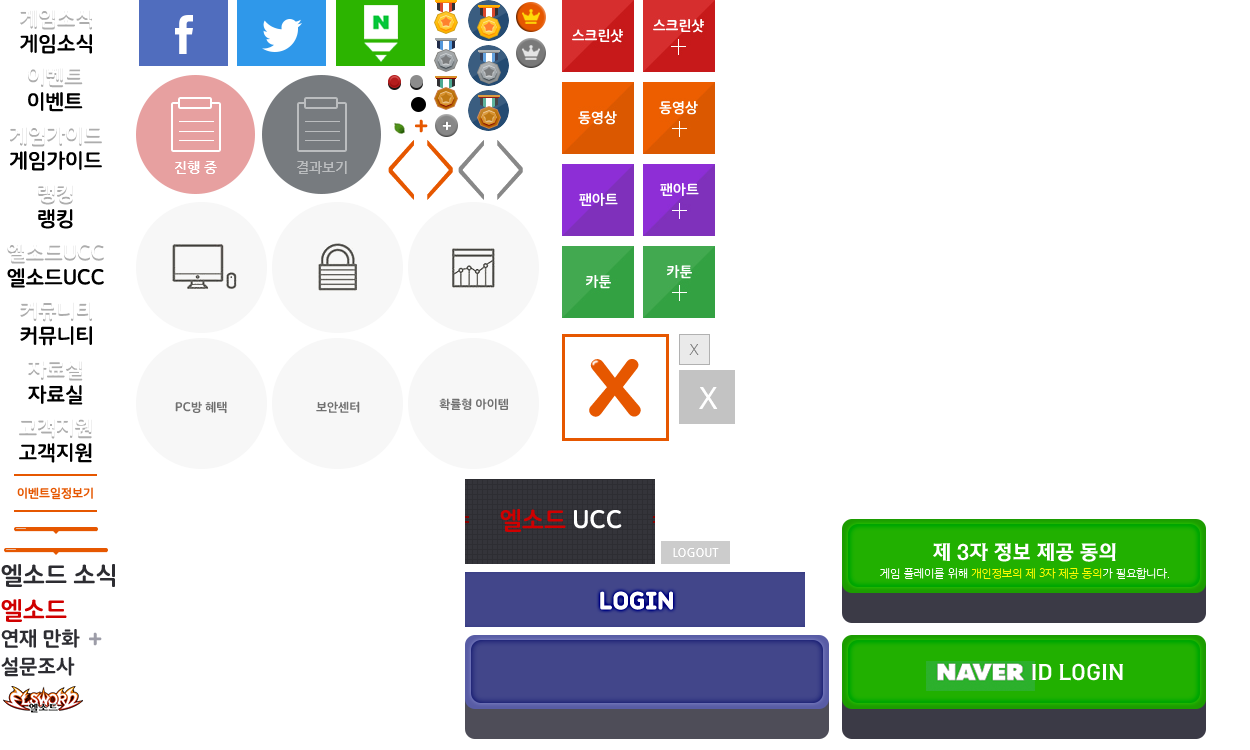 게임소식
게임소식
이벤트
이벤트
게임가이드
게임가이드
랭킹
랭킹
엘소드UCC
엘소드UCC
커뮤니티
커뮤니티
자료실
자료실
고객지원
고객지원
이벤트일정보기
엘소드 소식
엘소드
연재 만화
설문조사
ELSWORD
엘소드
N
진행 중
결과보기
PC방 혜택
보안센터
확률형 아이템
스크린샷
스크린샷
동영상
동영상
팬아트
팬아트
카툰
카툰
X
X
X
엘소드 UCC
LOGOUT
LOGIN
제 3자 정보 제공 동의
게임 플레이를 위해 개인정보의 제 3자 제공 동의가 필요합니다.
NAVER ID LOGIN